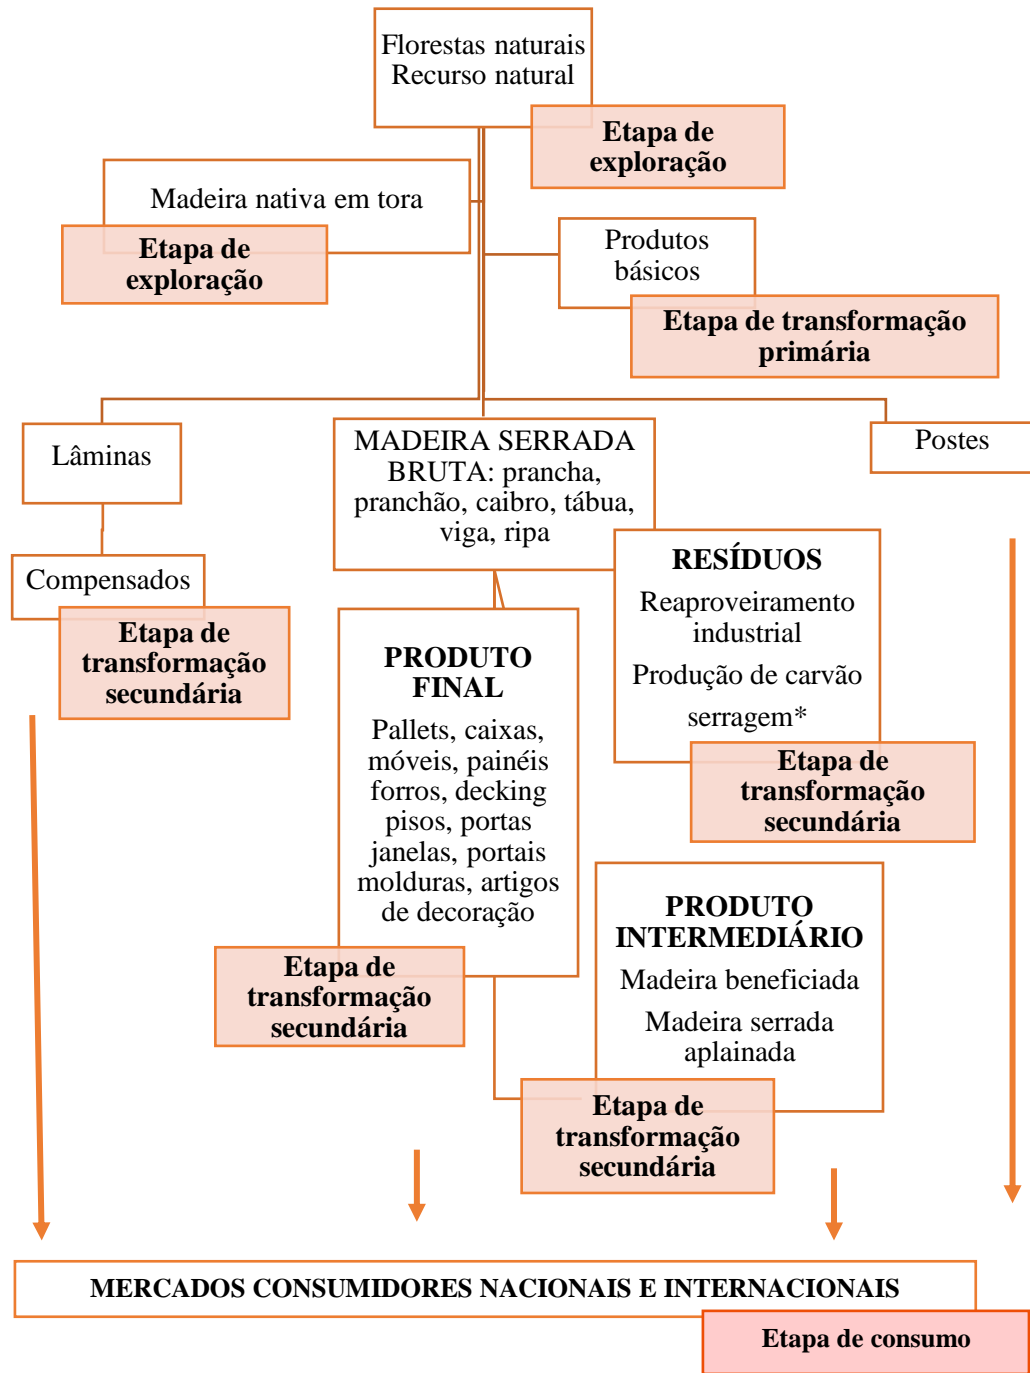 Florestas naturais
Recurso natural
Etapa de
exploração
Madeira nativa em tora
Etapa de
exploração
Produtos
básicos
Etapa de transformação
primária
Lâminas
MADEIRA SERRADA
BRUTA: prancha,
pranchão, caibro, tábua,
viga, ripa
Postes
Compensados
Etapa de
transformação
secundária
RESÍDUOS
Reaproveiramento
industrial
Produção de carvão
serragem*
Etapa de
transformação
secundária
PRODUTO
FINAL
Pallets, caixas,
móveis, painéis
forros, decking
pisos, portas
janelas, portais
molduras, artigos
de decoração
Etapa de
transformação
secundária
PRODUTO
INTERMEDIÁRIO
Madeira beneficiada
Madeira serrada
aplainada
Etapa de
transformação
secundária
MERCADOS CONSUMIDORES NACIONAIS E INTERNACIONAIS
Etapa de consumo